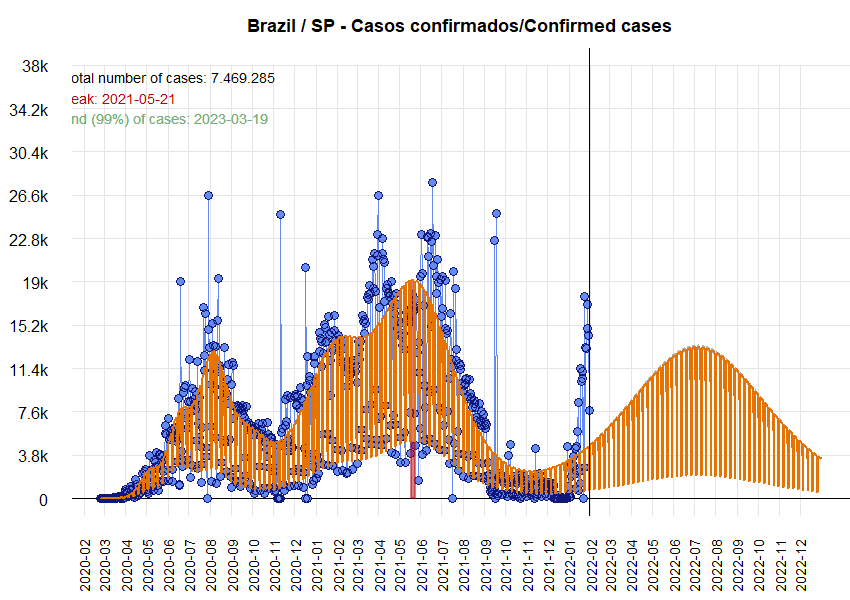 Brazil / SP - Casos confirmados/Confirmed cases
38k
otal number of cases: 7.469.285
eak: 2021-05-21
34.2k
nd (99%) of cases: 2023-03-19
30.4k
26.6k
22.8k
19k
15.2k
11.4k
7.6k
3.8k
0
2020-02
2020-03
2020-04
2020-05
2020-06
2020-07
2020-08
2020-09
2020-10
2020-11
2020-12
2021-01
2021-02
2021-03
2021-04
2021-05
2021-06
2021-07
2021-08
2021-09
2021-10
2021-11
2021-12
2022-01
2022-02
2022-03
2022-04
2022-05
2022-06
2022-07
2022-08
2022-09
2022-10
2022-11
2022-12